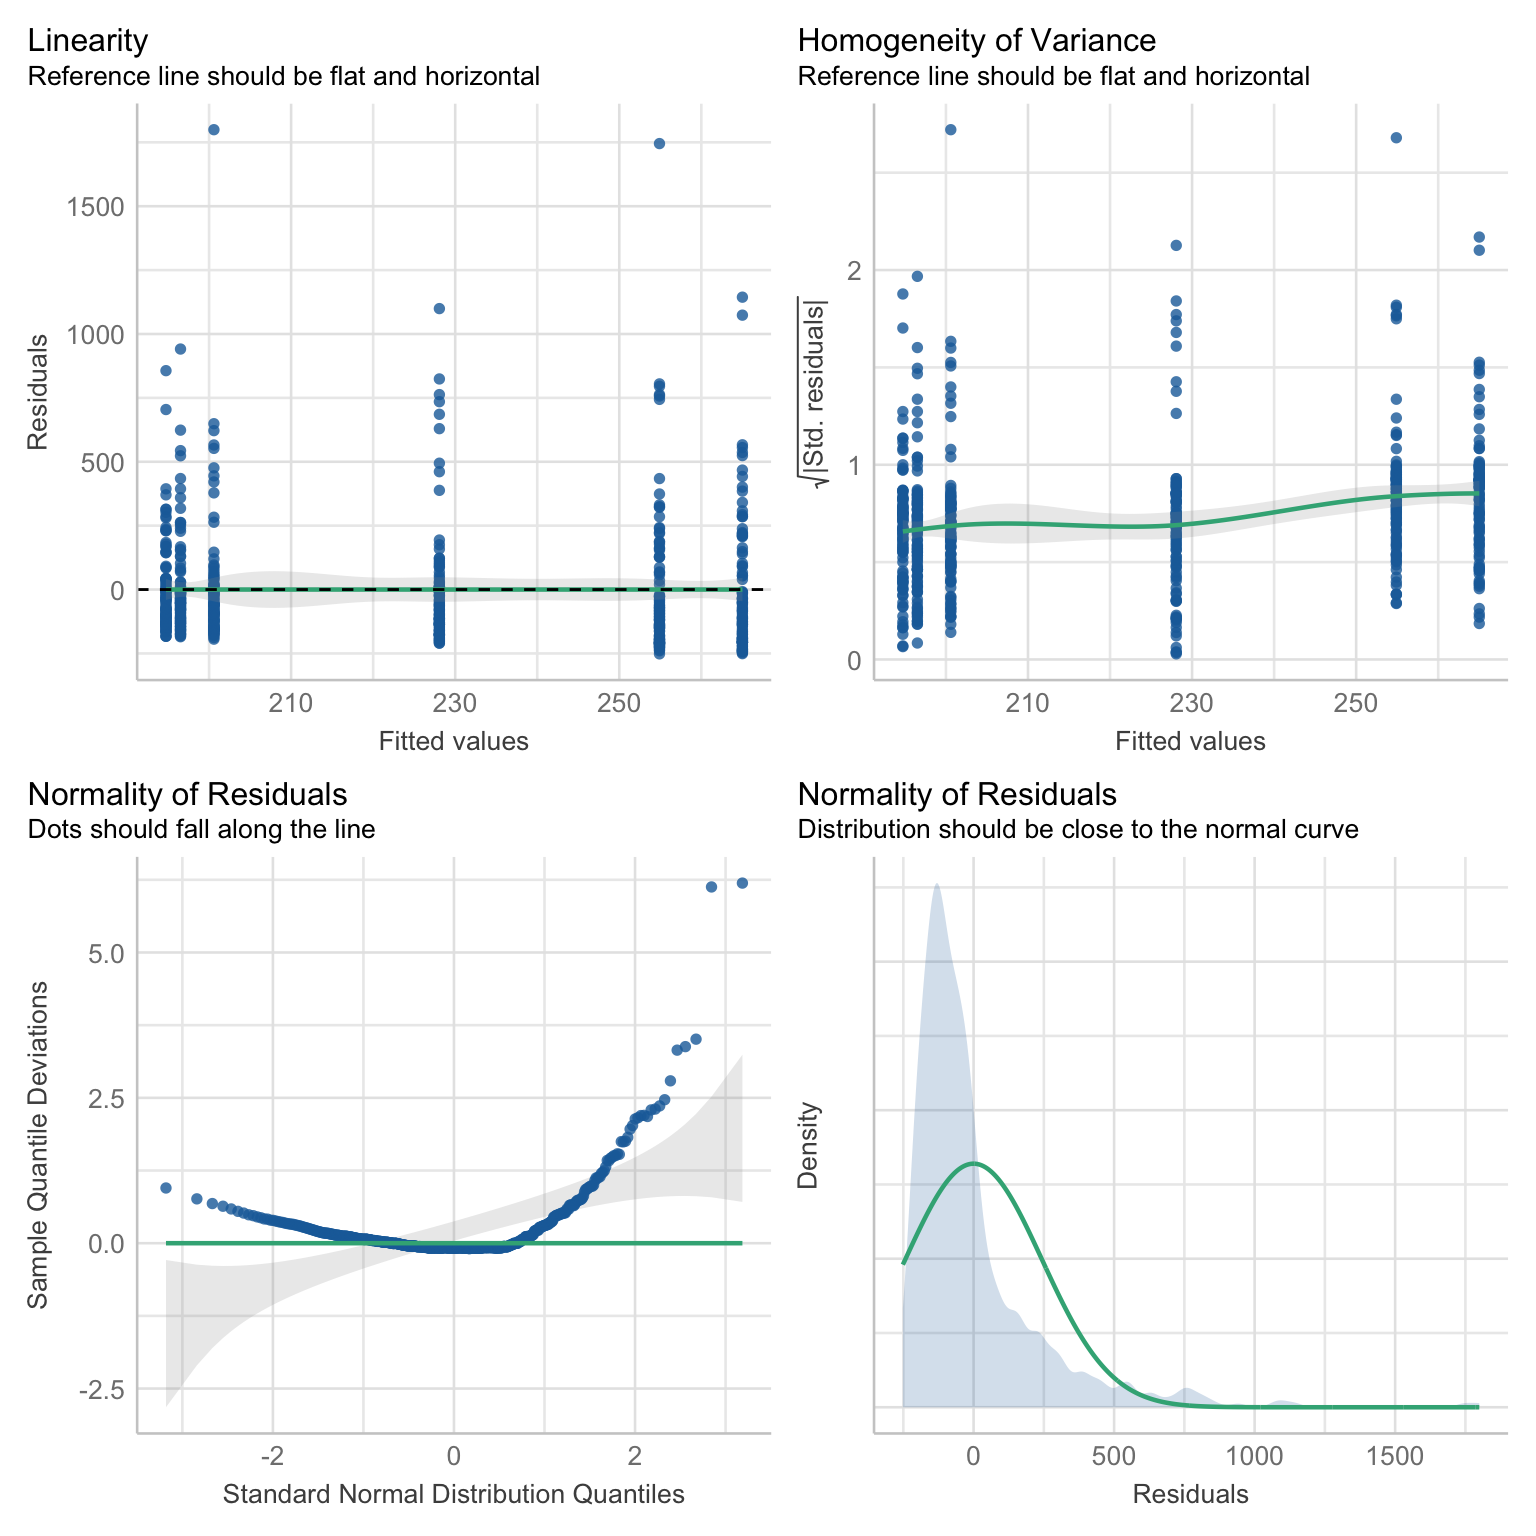 Linearity
Reference line should be flat and horizontal
1500
1000
500
0
Residuals
210 230 250
Fitted values
Homogeneity of Variance
Reference line should be flat and horizontal
2
1
0
√|Std. residuals|
210 230 250
Fitted values
Normality of Residuals
Dots should fall along the line
5.0
2.5
0.0
-2.5
Sample Quantile Deviations
-2 0 2
Standard Normal Distribution Quantiles
Normality of Residuals
Distribution should be close to the normal curve
Density
0 500 1000 1500
Residuals